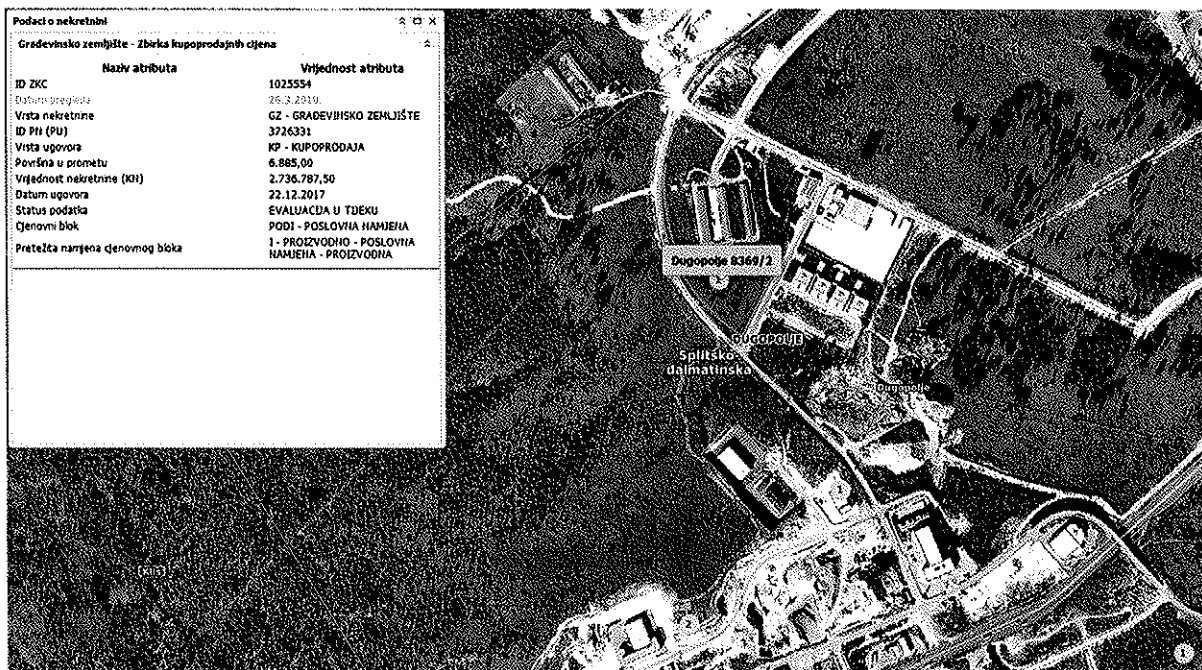 Podaci o nekretnini
Građevinsko zemljište - Zbirka kupoprodajnih cijena
Naziv atributa Vrijednost atributa
ID ZKC 1025554
Datum pregleda 26.3.2019.
Vrsta nekretnine GZ - GRAĐEVINSKO ZEMLJIŠTE
ID PN (PU) 3726331
Vrsta ugovora KP - KUPOPRODAJA
Površina u prometu 6.885,00
Vrijednost nekretnine (KN) 2.736.787,50
Datum ugovora 22.12.2017
Status podatka EVALUACIJA U TIJEKU
Cjenovni blok PODI - POSLOVNA NAMJENA
Pretežita namjena cjenovnog bloka 1 - PROIZVODNO - POSLOVNA
NAMJENA - PROIZVODNA
Dugopolje 8369/2
DUGOPOLJE
Splitsko-
dalmatinska
Dugopolje